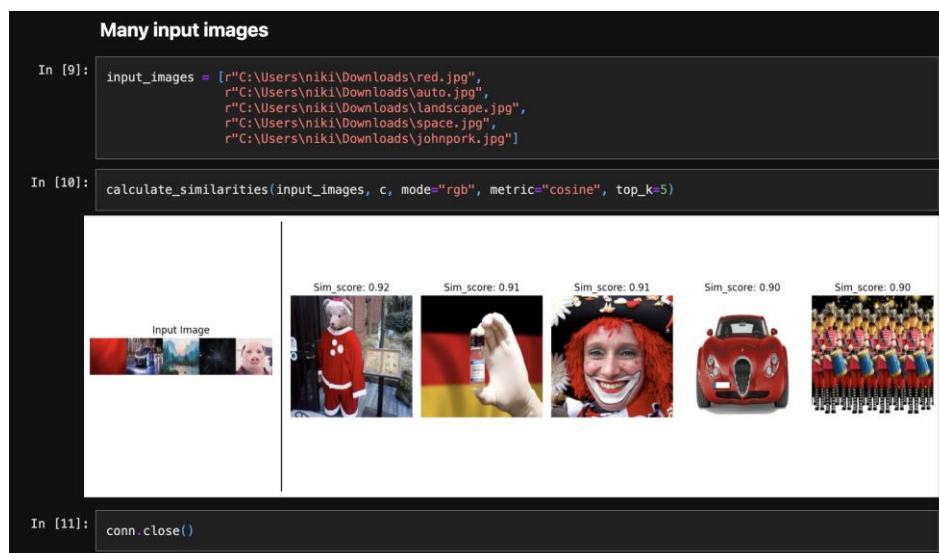 Many input images
In [9]:
input_images = [r"C:\Users\niki\Downloads\red.jpg",
r"C:\Users\niki\Downloads\auto.jpg",
r"C:\Users\niki\Downloads\landscape.jpg",
r"C:\Users\niki\Downloads\space.jpg",
r"C:\Users\niki\Downloads\johnpork.jpg"]
In [10]:
calculate_similarities(input_images, c, mode="rgb", metric="cosine", top_k=5)
Input Image
Sim_score: 0.92
Sim_score: 0.91
Sim_score: 0.91
Sim_score: 0.90
Sim_score: 0.90
In [11]:
conn.close()